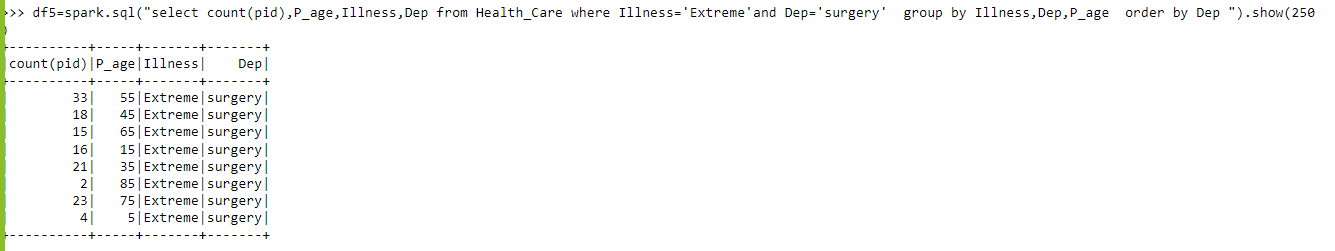 >>> df5=spark.sql("select count(pid),P_age,Illness,Dep from Health_Care where Illness='Extreme'and Dep='surgery'  group by Illness,Dep,P_age  order by Dep ").show(250
)
+----------+-----+-------+-------+
|count(pid)|P_age|Illness|    Dep|
+----------+-----+-------+-------+
|        33|   55|Extreme|surgery|
|        18|   45|Extreme|surgery|
|        15|   65|Extreme|surgery|
|        16|   15|Extreme|surgery|
|        21|   35|Extreme|surgery|
|         2|   85|Extreme|surgery|
|        23|   75|Extreme|surgery|
|         4|    5|Extreme|surgery|
+----------+-----+-------+-------+